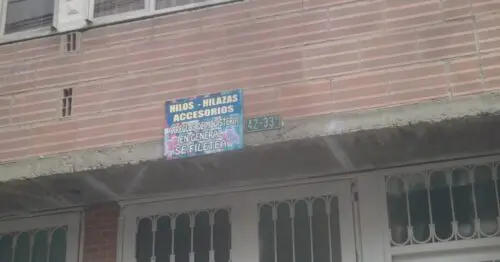 HILOS - HILAZAS
ACCESORIOS
EN GENERAL
SE FILETEA
42-33